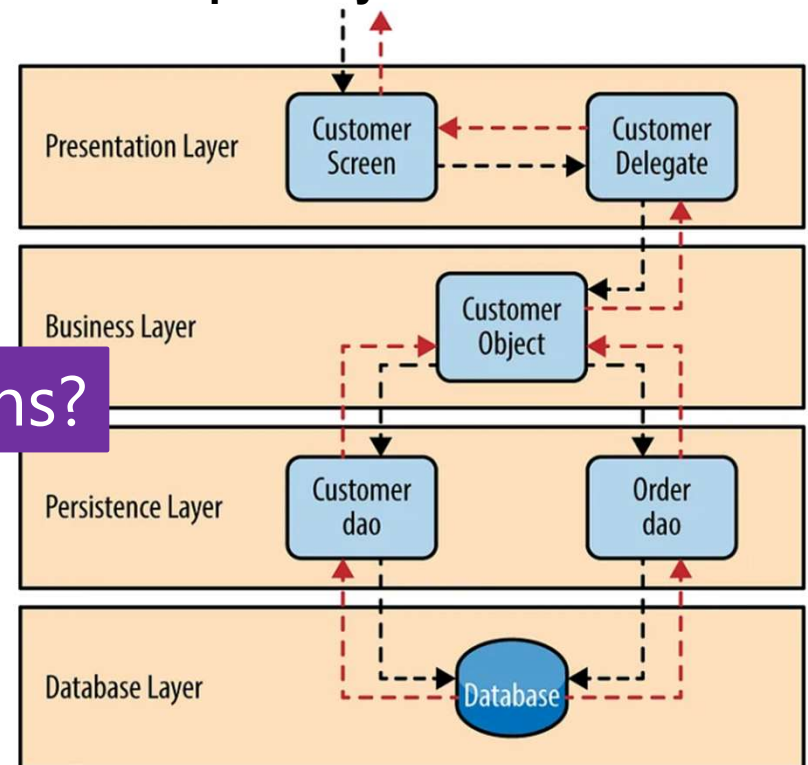 Presentation Layer
Customer
Screen
Customer
Delegate
Business Layer
Customer
Object
ns?
Persistence Layer
Customer
dao
Order
dao
Database Layer
Database